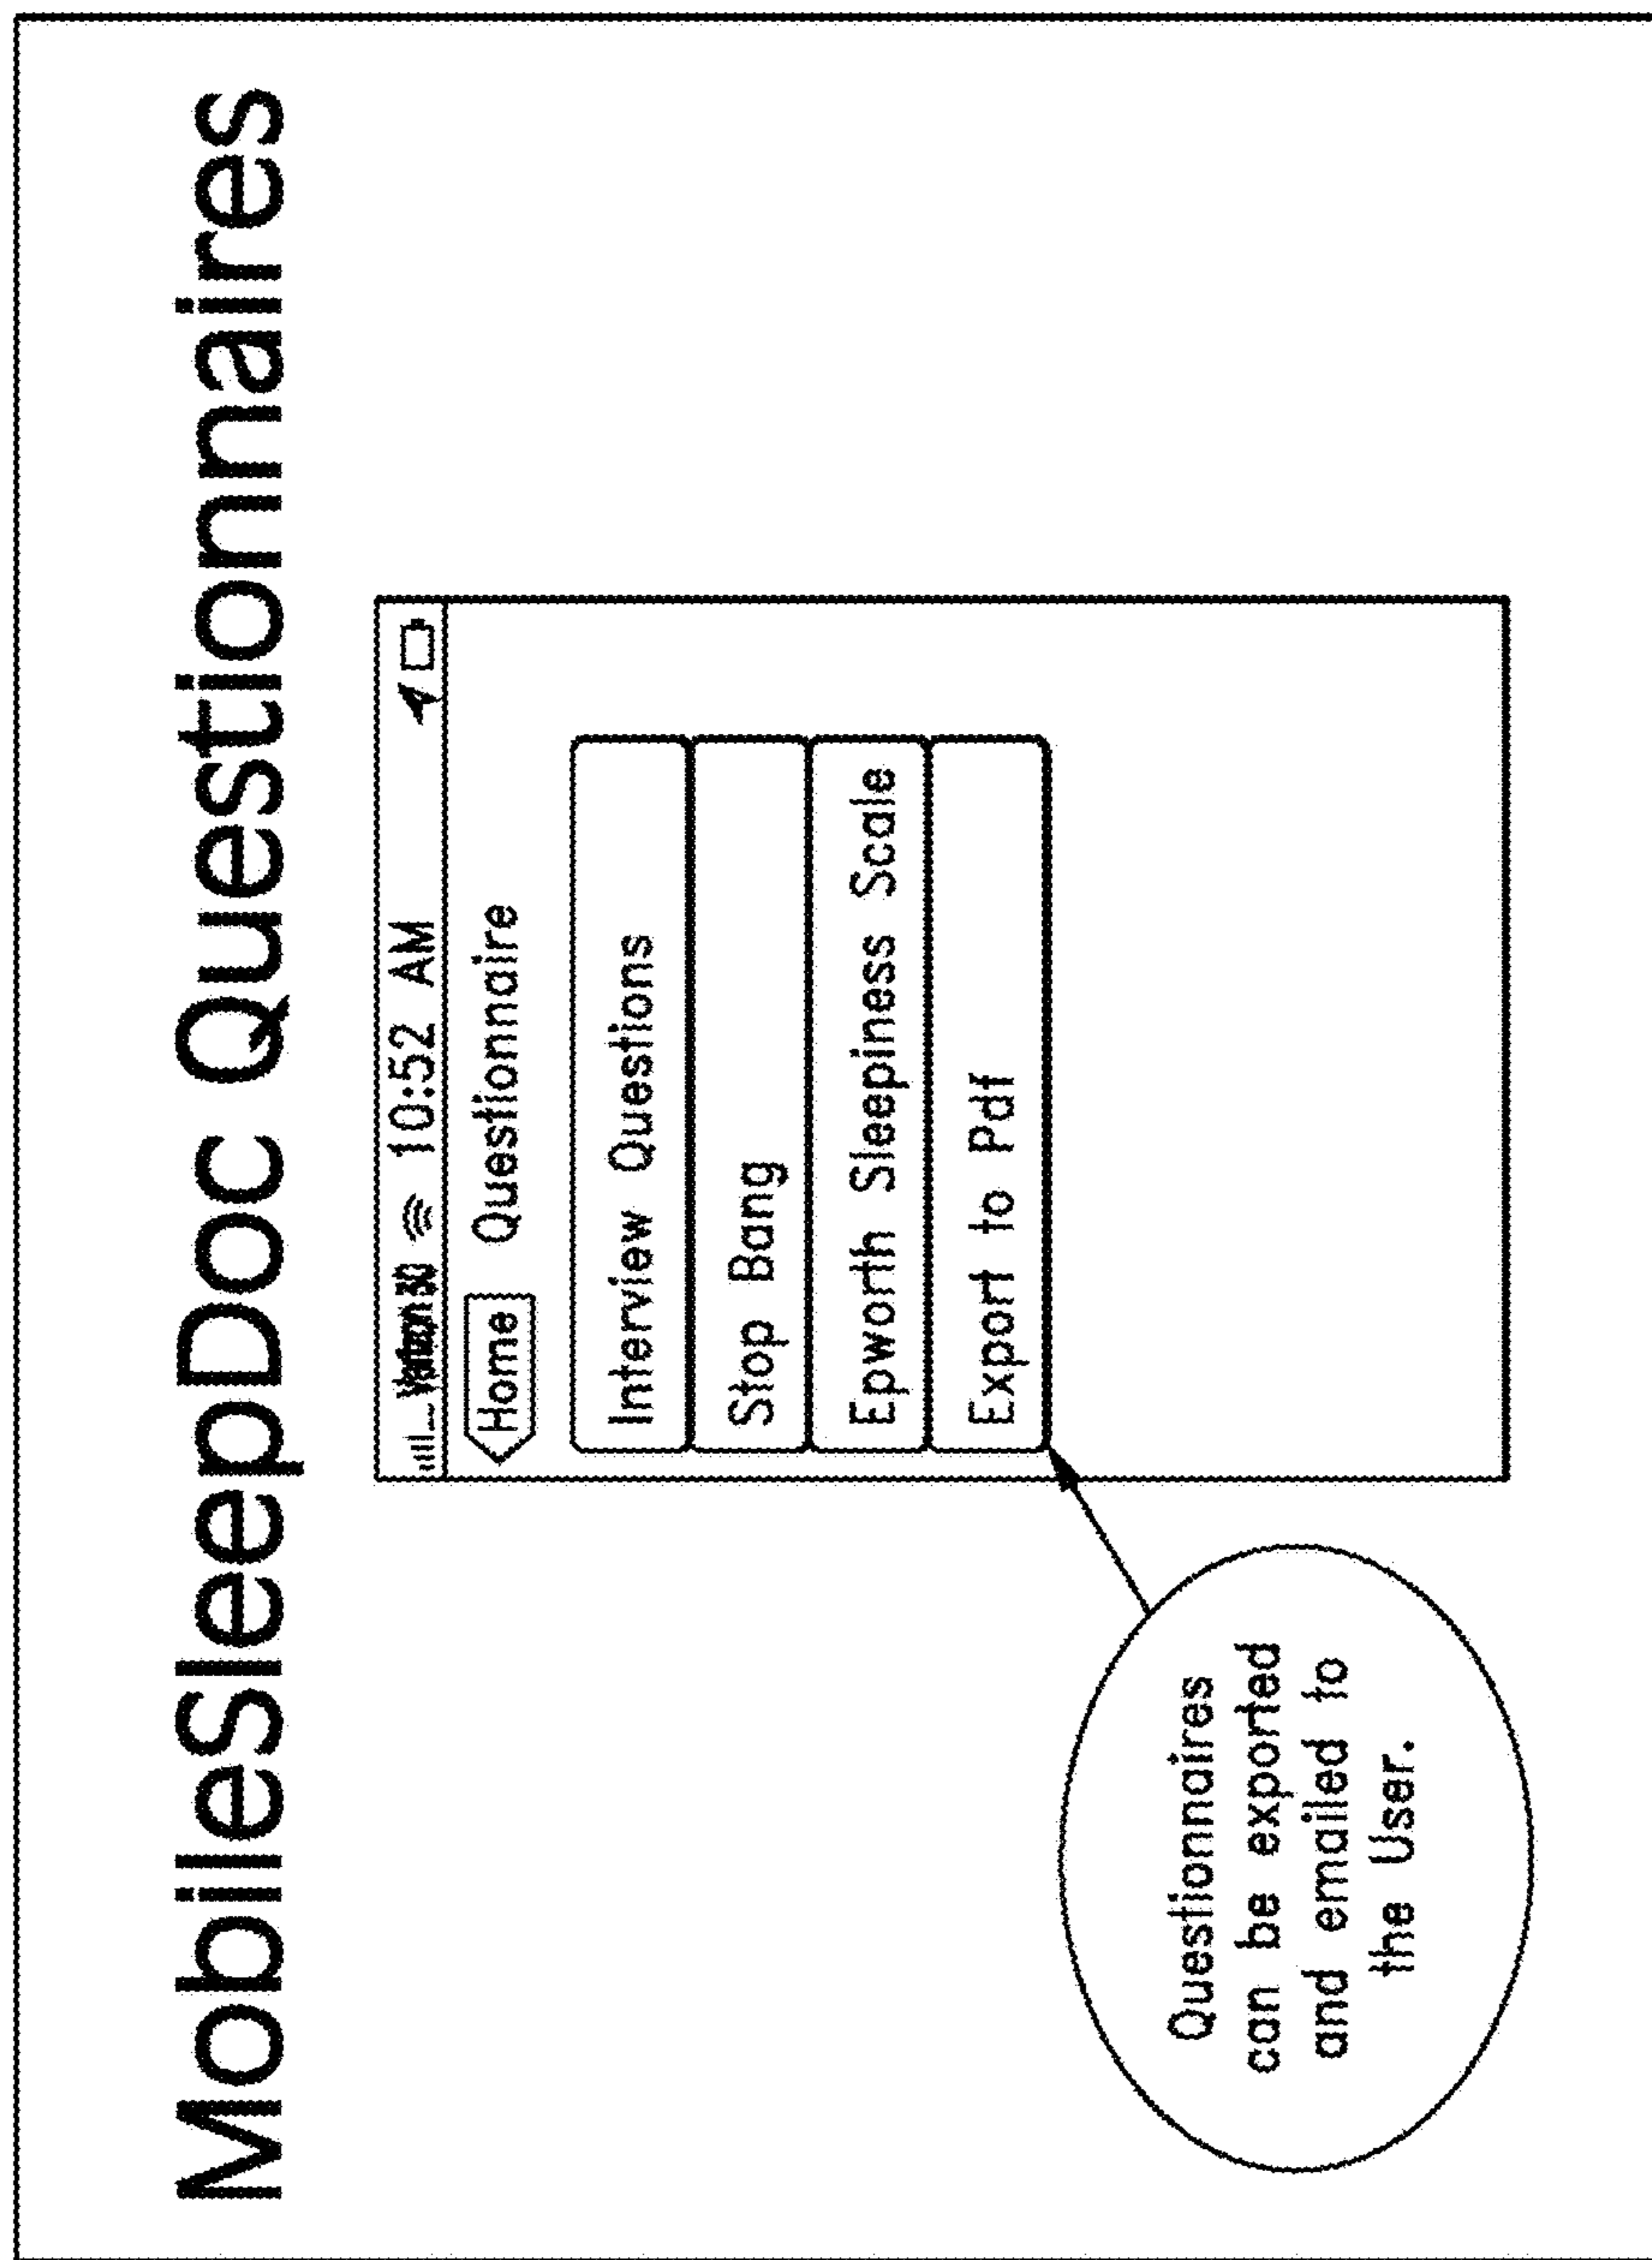 MobileSleepDoc Questionnaires
10:52 AM
Home Questionnaire
Interview Questions
Stop Bang
Epworth Sleepiness Scale
Export to Pdf
Questionnaires
can be exported
and emailed to
the User.